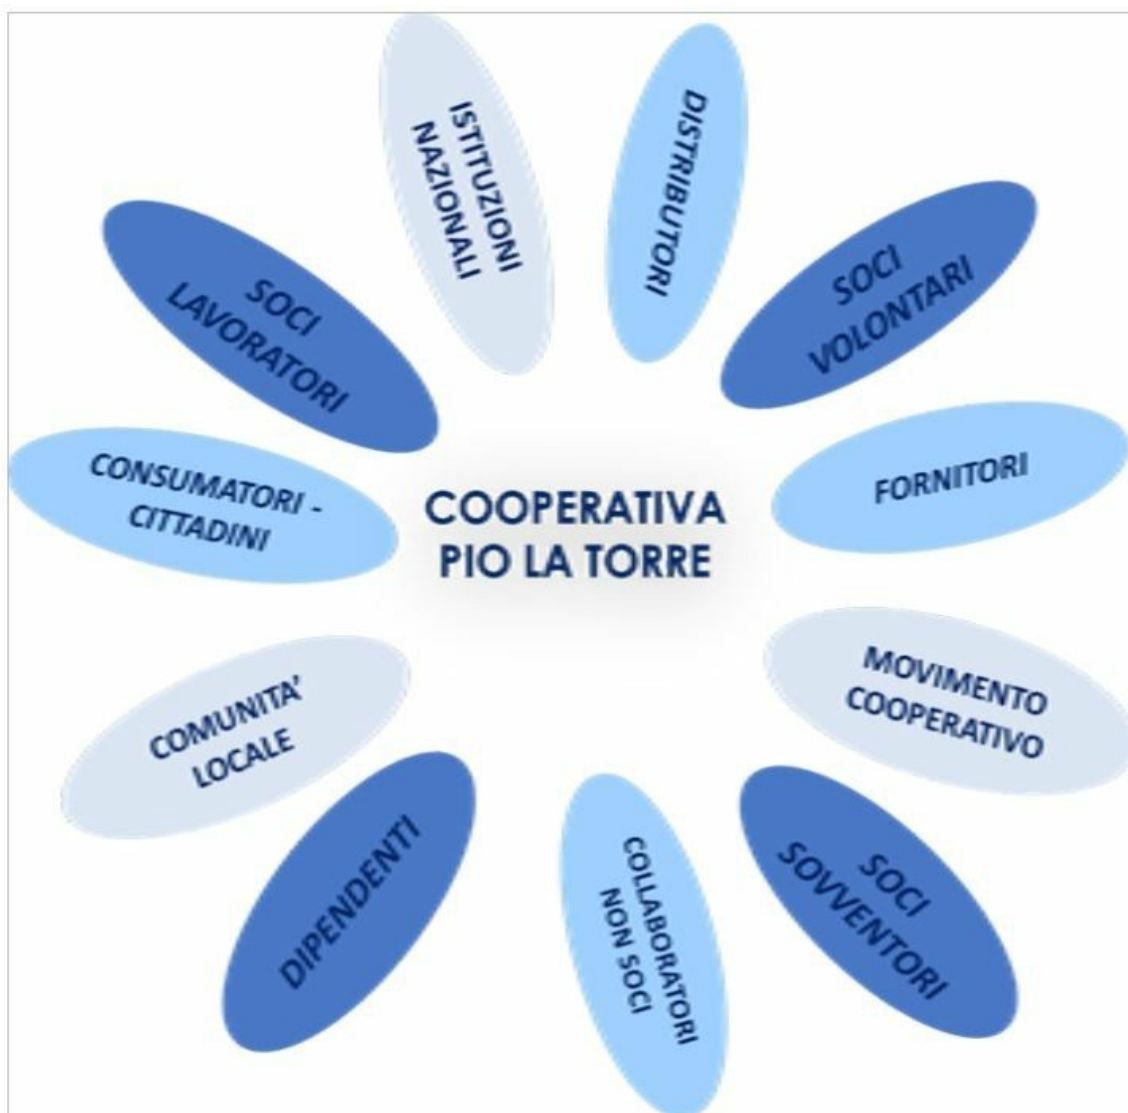 ISTITUZIONI
NAZIONALI
DISTRIBUTORI
SOCI
VOLONTARI
FORNITORI
MOVIMENTO
COOPERATIVO
SOCI
SOVVENTORI
COLLABORATORI
NON SOCI
DIPENDENTI
COMUNITA'
LOCALE
CONSUMATORI -
CITTADINI
SOCI
LAVORATORI
COOPERATIVA
PIO LA TORRE